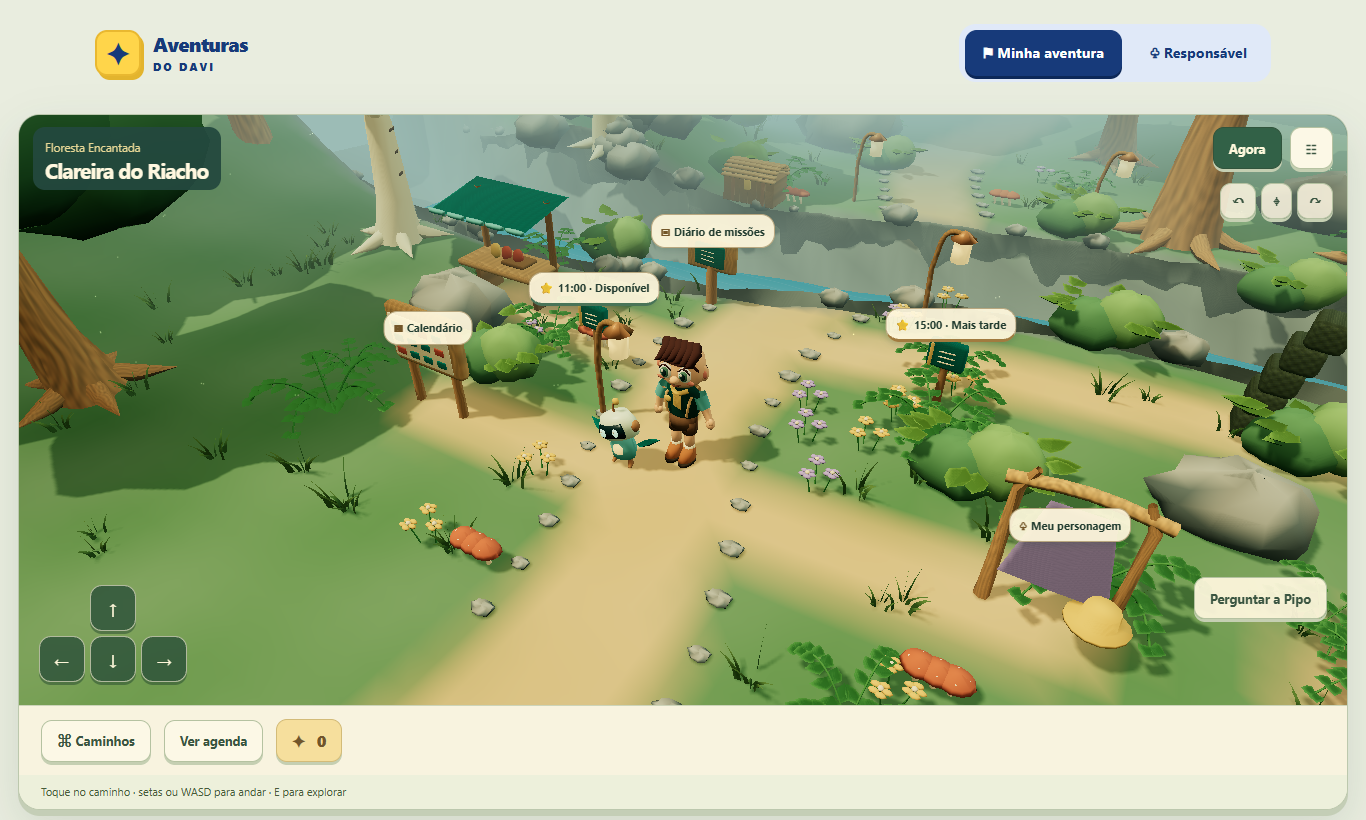 Aventuras
DO DAVI
Minha aventura
Responsável
Floresta Encantada
Clareira do Riacho
Agora
Diário de missões
11:00 · Disponível
Calendário
15:00 · Mais tarde
Meu personagem
Perguntar a Pipo
Caminhos
Ver agenda
0
Toque no caminho · setas ou WASD para andar · E para explorar